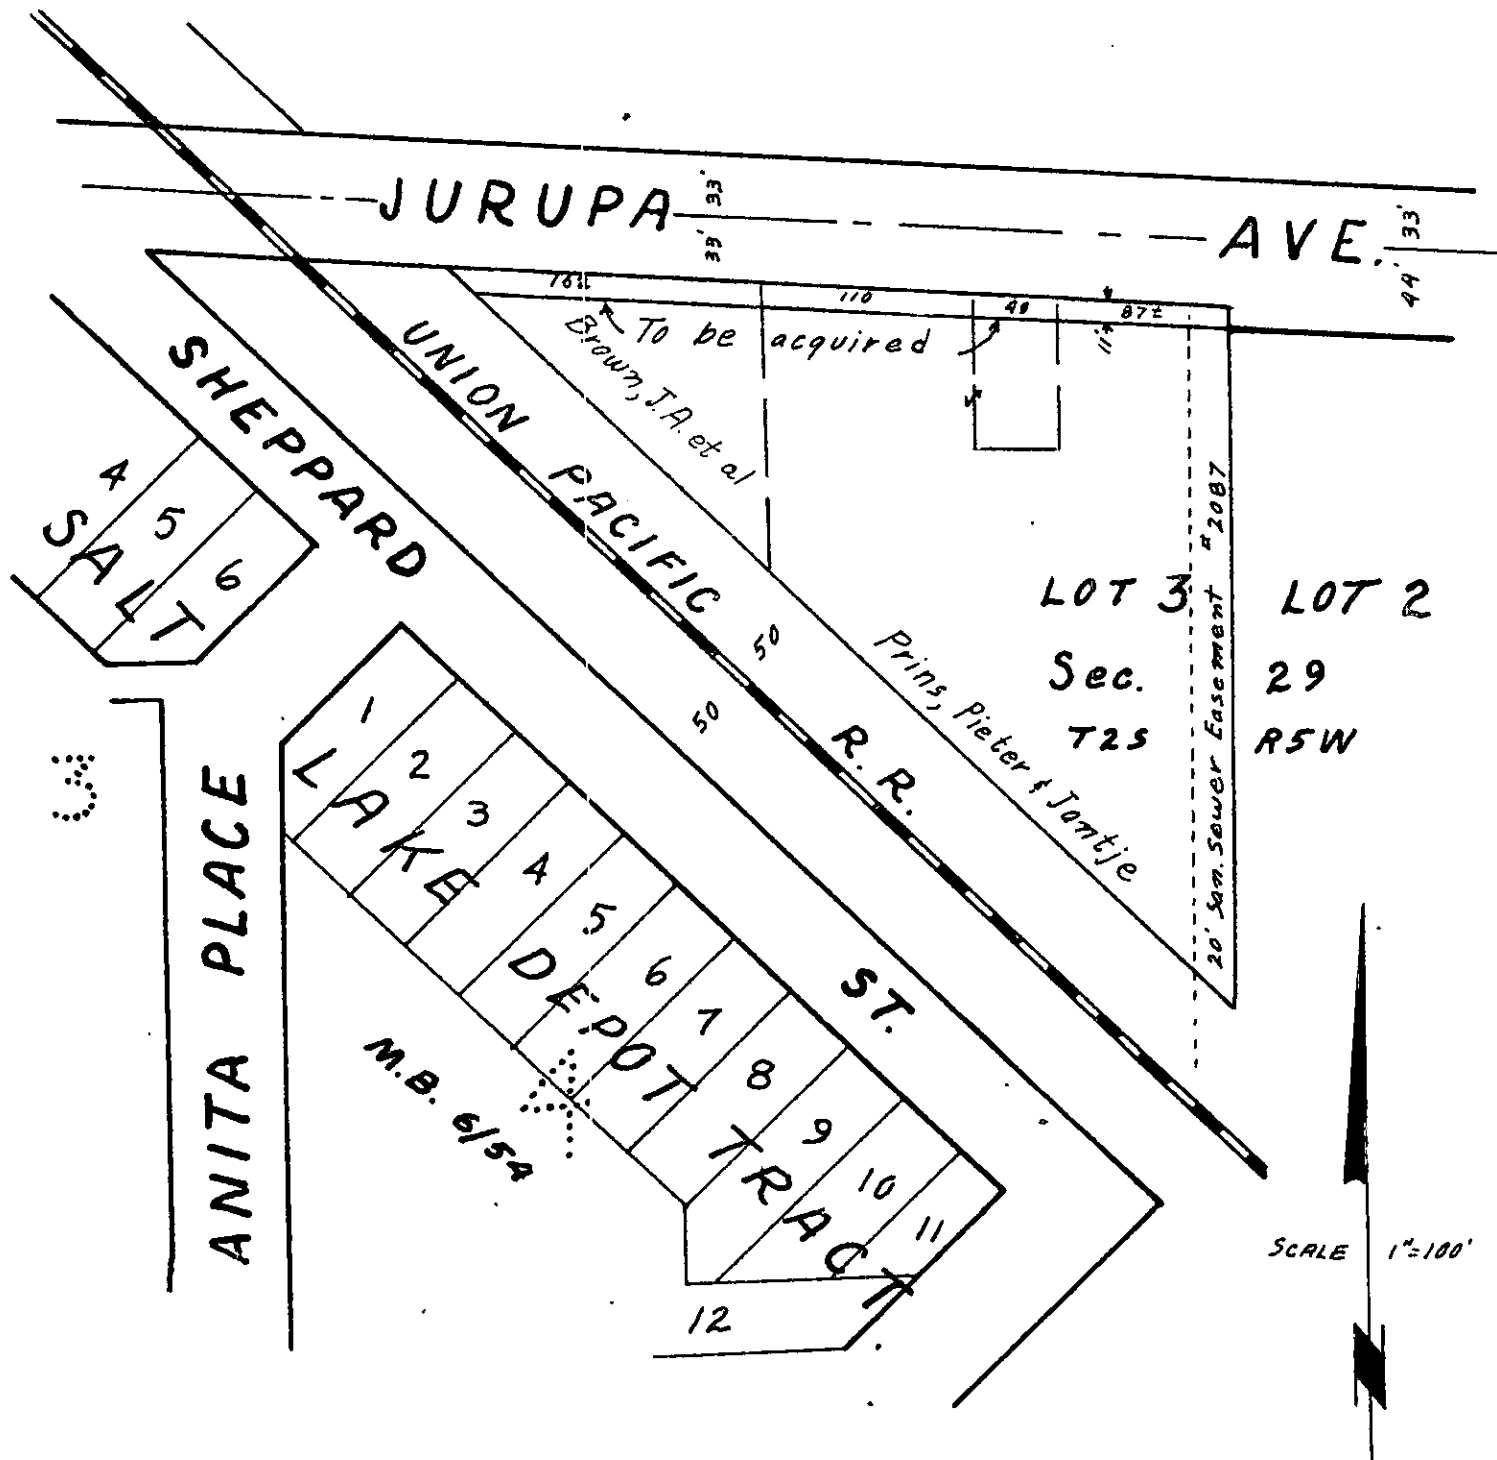 JURUPA AVE.
33'
33'
33'
44'
110
40
87±
11'
To be acquired
Brown, J.A. et al
UNION PACIFIC R.R.
SHEPPARD ST.
50
50
4
5
6
SALT
LOT 3
LOT 2
Sec. 29
T2S R5W
20' San. Sewer Easement #2087
Prins, Pieter & Jantje
3
ANITA PLACE
1
2
3
4
5
6
7
8
9
10
11
12
LAKE DEPOT TRACT
M.B. 6/54
4
SCALE 1"=100'
N